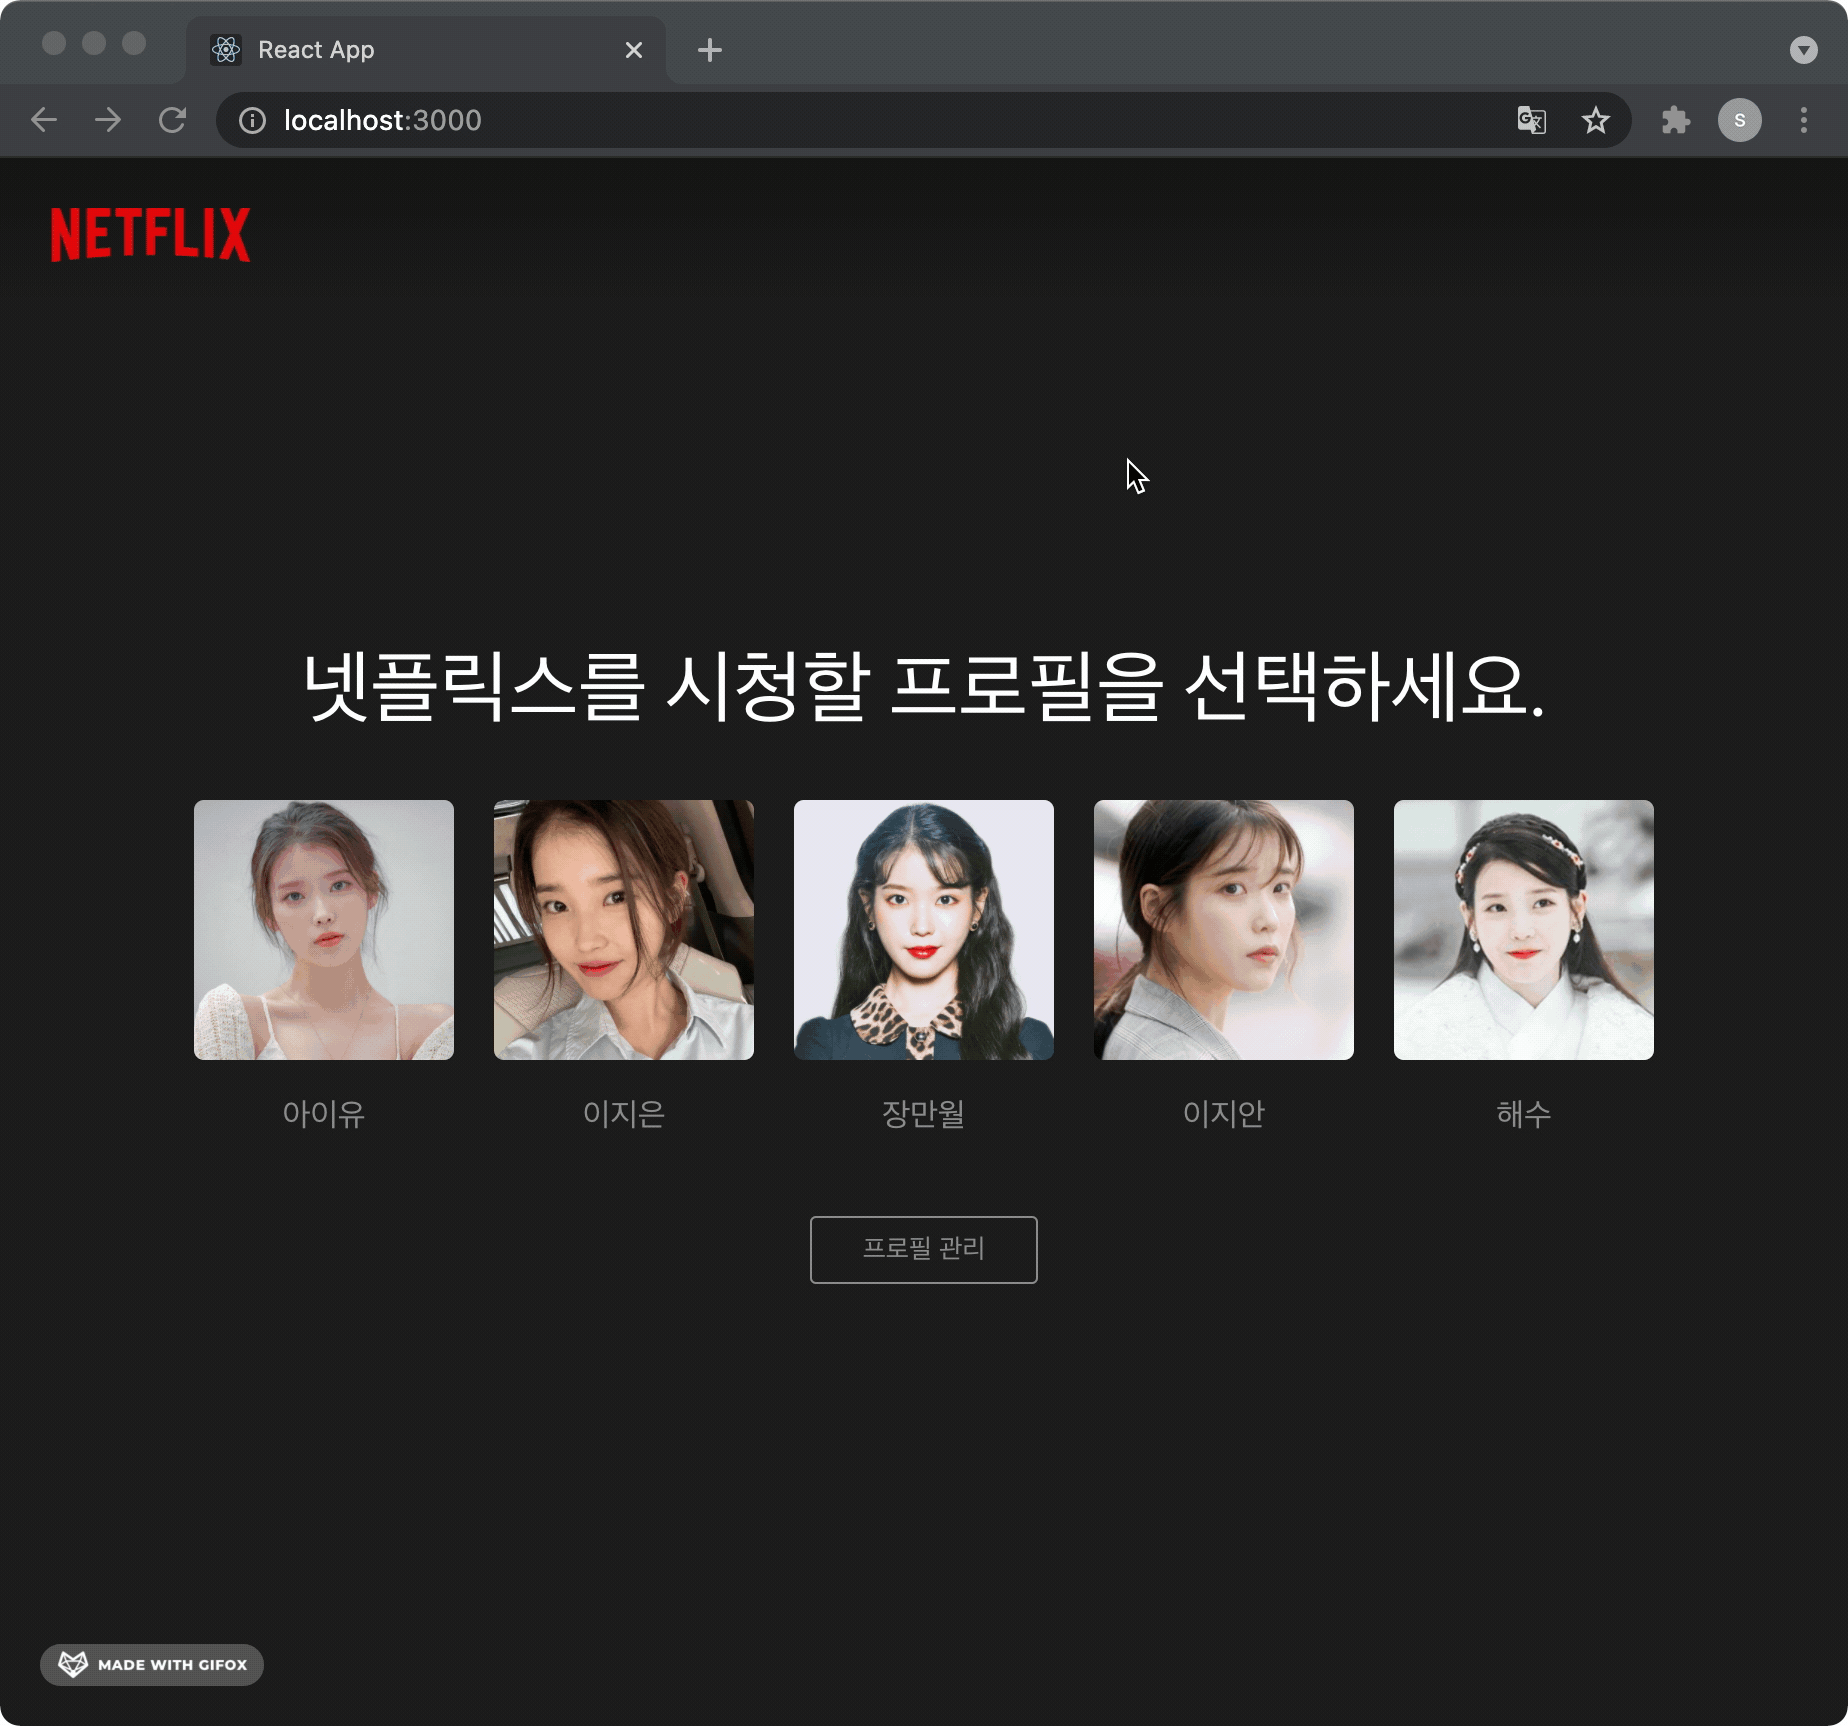 React App
localhost:3000
S
NETFLIX
넷플릭스를 시청할 프로필을 선택하세요.
아이유 이지은 장만월 이지안 해수
프로필 관리
MADE WITH GIFOX